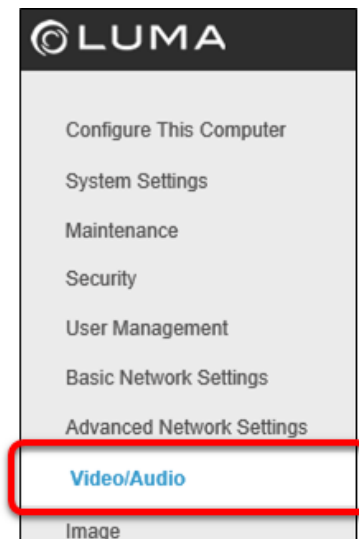 LUMA
Configure This Computer
System Settings
Maintenance
Security
User Management
Basic Network Settings
Advanced Network Settings
Video/Audio
Image